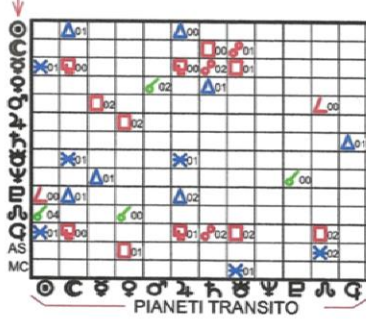 01 00
00 01
01 00 00 02 01
02 01
02 00
02
01
01 01
01 00
00 01 02
04 00
01 00 01 02 02 02
AS 01 02
MC 01
PIANETI TRANSITO